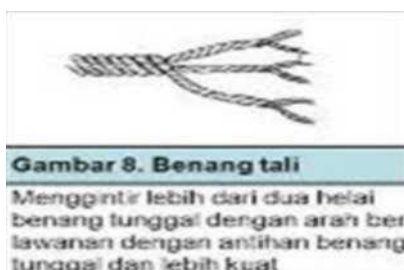 Gambar 8. Benang tali
Menggintir lebih dari dua helai
benang tunggal dengan arah ber
lawanan dengan antihan benang
tunggal dan lebih kuat